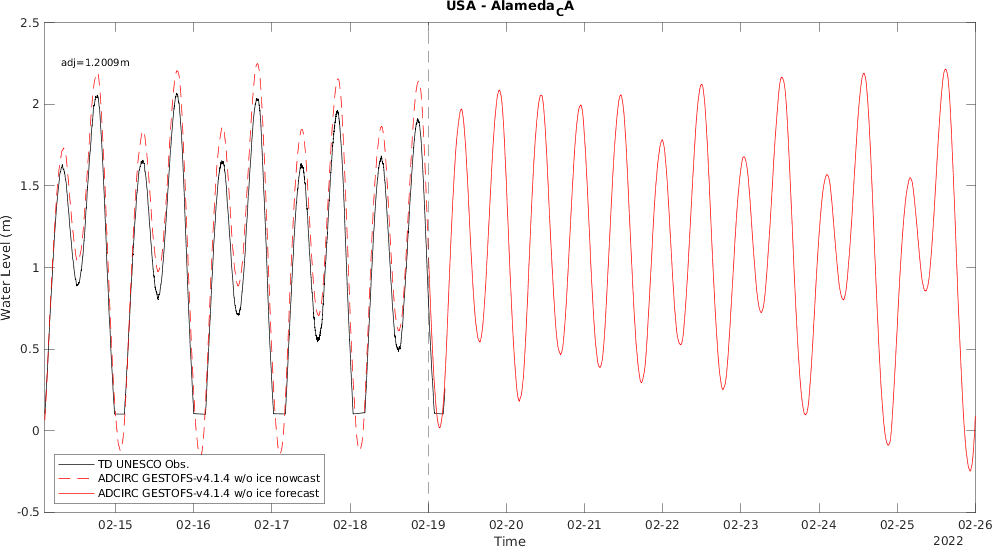 USA - Alameda_CA
2.5
adj=1.2009m
2
1.5
1
0.5
0
-0.5
Water Level (m)
TD UNESCO Obs.
ADCIRC GESTOFS-v4.1.4 w/o ice nowcast
ADCIRC GESTOFS-v4.1.4 w/o ice forecast
02-15 02-16 02-17 02-18 02-19 02-20 02-21 02-22 02-23 02-24 02-25 02-26
Time
2022